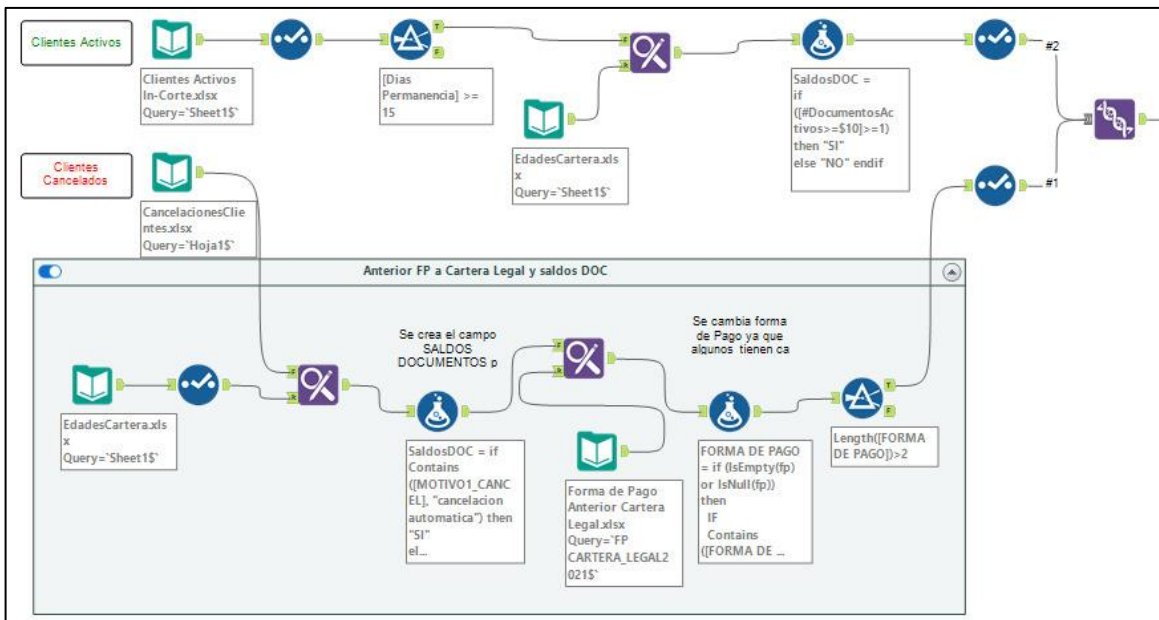 Clientes Activos
Clientes Activos
In-Corte.xlsx
Query=`Sheet1$`
T
F
[Dias
Permanencia] >=
15
F
R
EdadesCartera.xls
x
Query=`Sheet1$`
SaldosDOC =
if
([#DocumentosAc
tivos>=$10]>=1)
then "SI"
else "NO" endif
#2
#1
Clientes
Cancelados
CancelacionesClie
ntes.xlsx
Query=`Hoja1$`
Anterior FP a Cartera Legal y saldos DOC
EdadesCartera.xls
x
Query=`Sheet1$`
F
R
Se crea el campo
SALDOS
DOCUMENTOS p
SaldosDOC = if
Contains
([MOTIVO1_CANC
EL], "cancelacion
automatica") then
"SI"
el...
F
R
Forma de Pago
Anterior Cartera
Legal.xlsx
Query=`FP
CARTERA_LEGAL2
021$`
Se cambia forma
de Pago ya que
algunos tienen ca
FORMA DE PAGO
= if (IsEmpty(fp)
or IsNull(fp))
then
IF
Contains
([FORMA DE ...
T
F
Length([FORMA
DE PAGO])>2